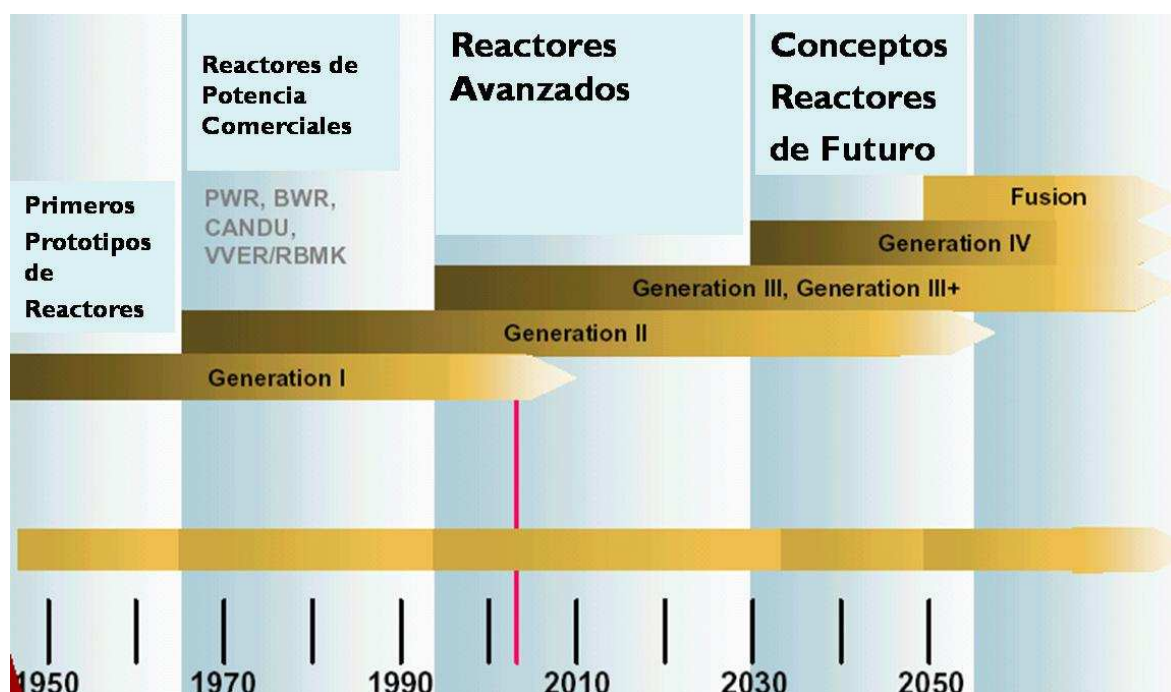 Primeros
Prototipos
de
Reactores
Reactores de
Potencia
Comerciales
PWR, BWR,
CANDU,
VVER/RBMK
Reactores
Avanzados
Conceptos
Reactores
de Futuro
Fusion
Generation IV
Generation III, Generation III+
Generation II
Generation I
1950 1970 1990 2010 2030 2050